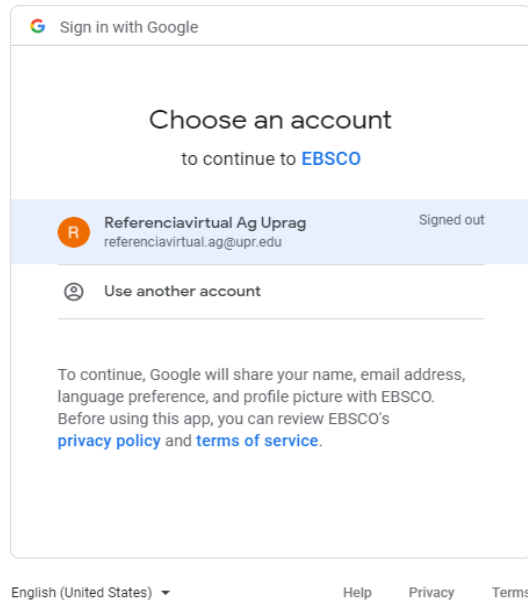 Sign in with Google
Choose an account
to continue to EBSCO
R
Referenciavirtual Ag Uprag
Signed out
referenciavirtual.ag@upr.edu
Use another account
To continue, Google will share your name, email address,
language preference, and profile picture with EBSCO.
Before using this app, you can review EBSCO's
privacy policy and terms of service.
English (United States)
Help Privacy Terms